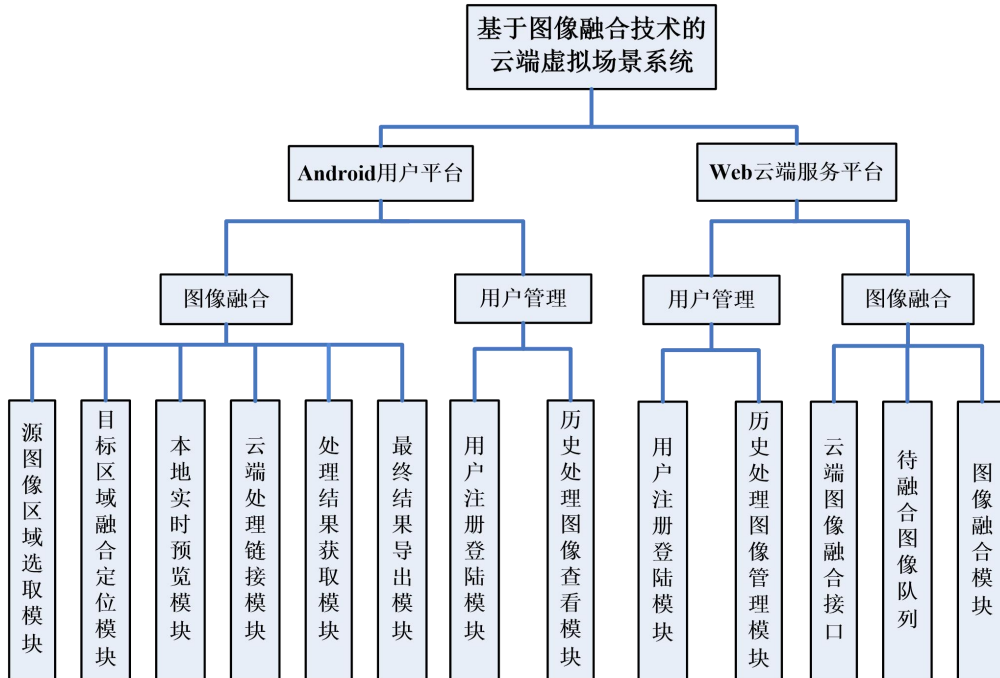 基于图像融合技术的
云端虚拟场景系统
Android用户平台
Web云端服务平台
图像融合
用户管理
用户管理
图像融合
源图像区域选取模块
目标区域融合定位模块
本地实时预览模块
云端处理链接模块
处理结果获取模块
最终结果导出模块
用户注册登陆模块
历史处理图像查看模块
用户注册登陆模块
历史处理图像管理模块
云端图像融合接口
待融合图像队列
图像融合模块